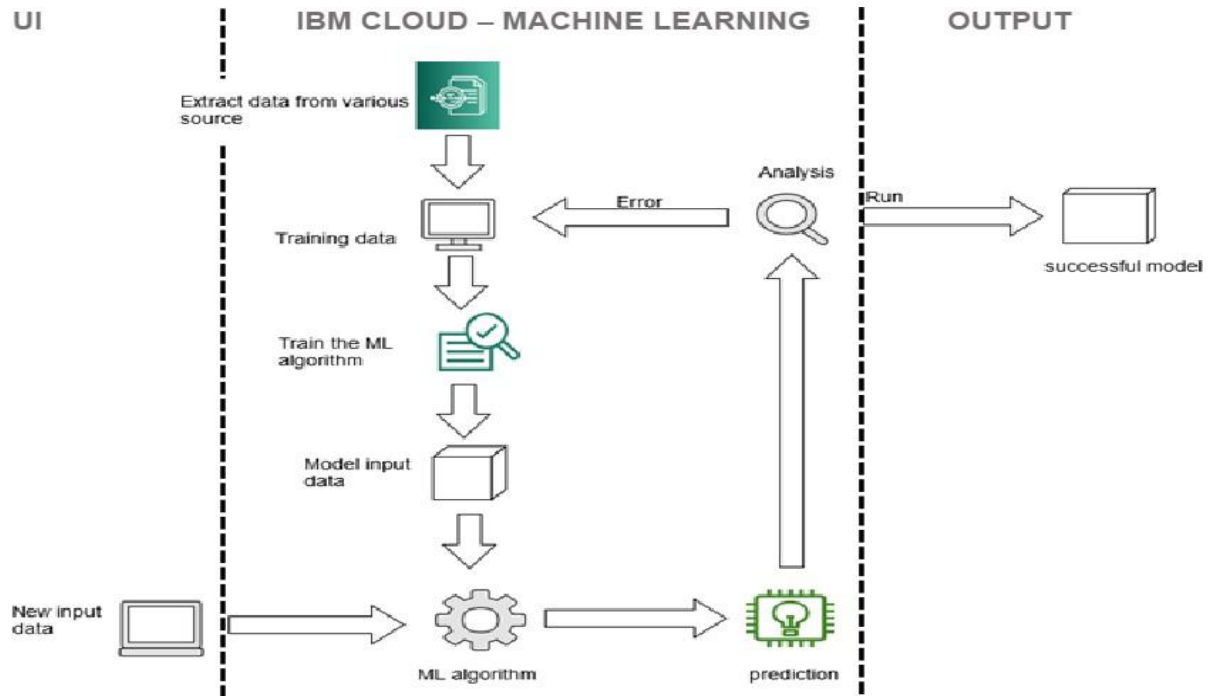 UI
IBM CLOUD – MACHINE LEARNING
OUTPUT
Extract data from various
source
Analysis
Training data
Error
Run
successful model
Train the ML
algorithm
Model input
data
New input
data
ML algorithm
prediction